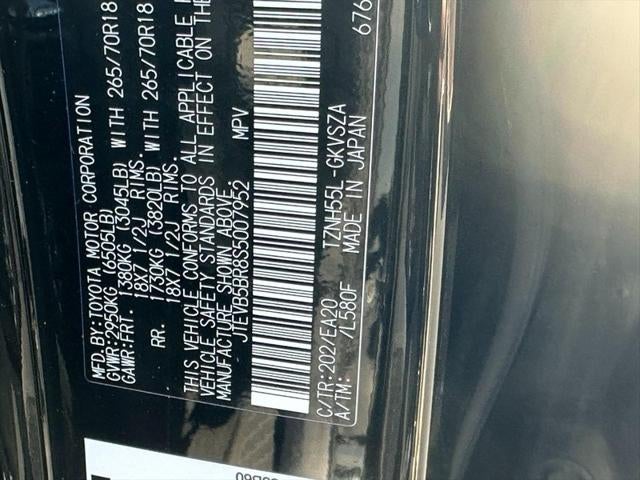 MFD.BY:TOYOTA MOTOR CORPORATION
GVWR:2950KG (6505LB)
GAWR:FRT. 1380KG (3045LB) WITH 265/70R18
18X7 1/2J RIMS.
RR. 1730KG (3820LB) WITH 265/70R18
18X7 1/2J RIMS.
THIS VEHICLE CONFORMS TO ALL APPLICABLE
VEHICLE SAFETY STANDARDS IN EFFECT ON THE
MANUFACTURE SHOWN ABOVE.
JTEVB5BR8S5007952 MPV
C/TR:202/EA20 TZNH55L-GKVSZA
A/TM: /L580F MADE IN JAPAN 676